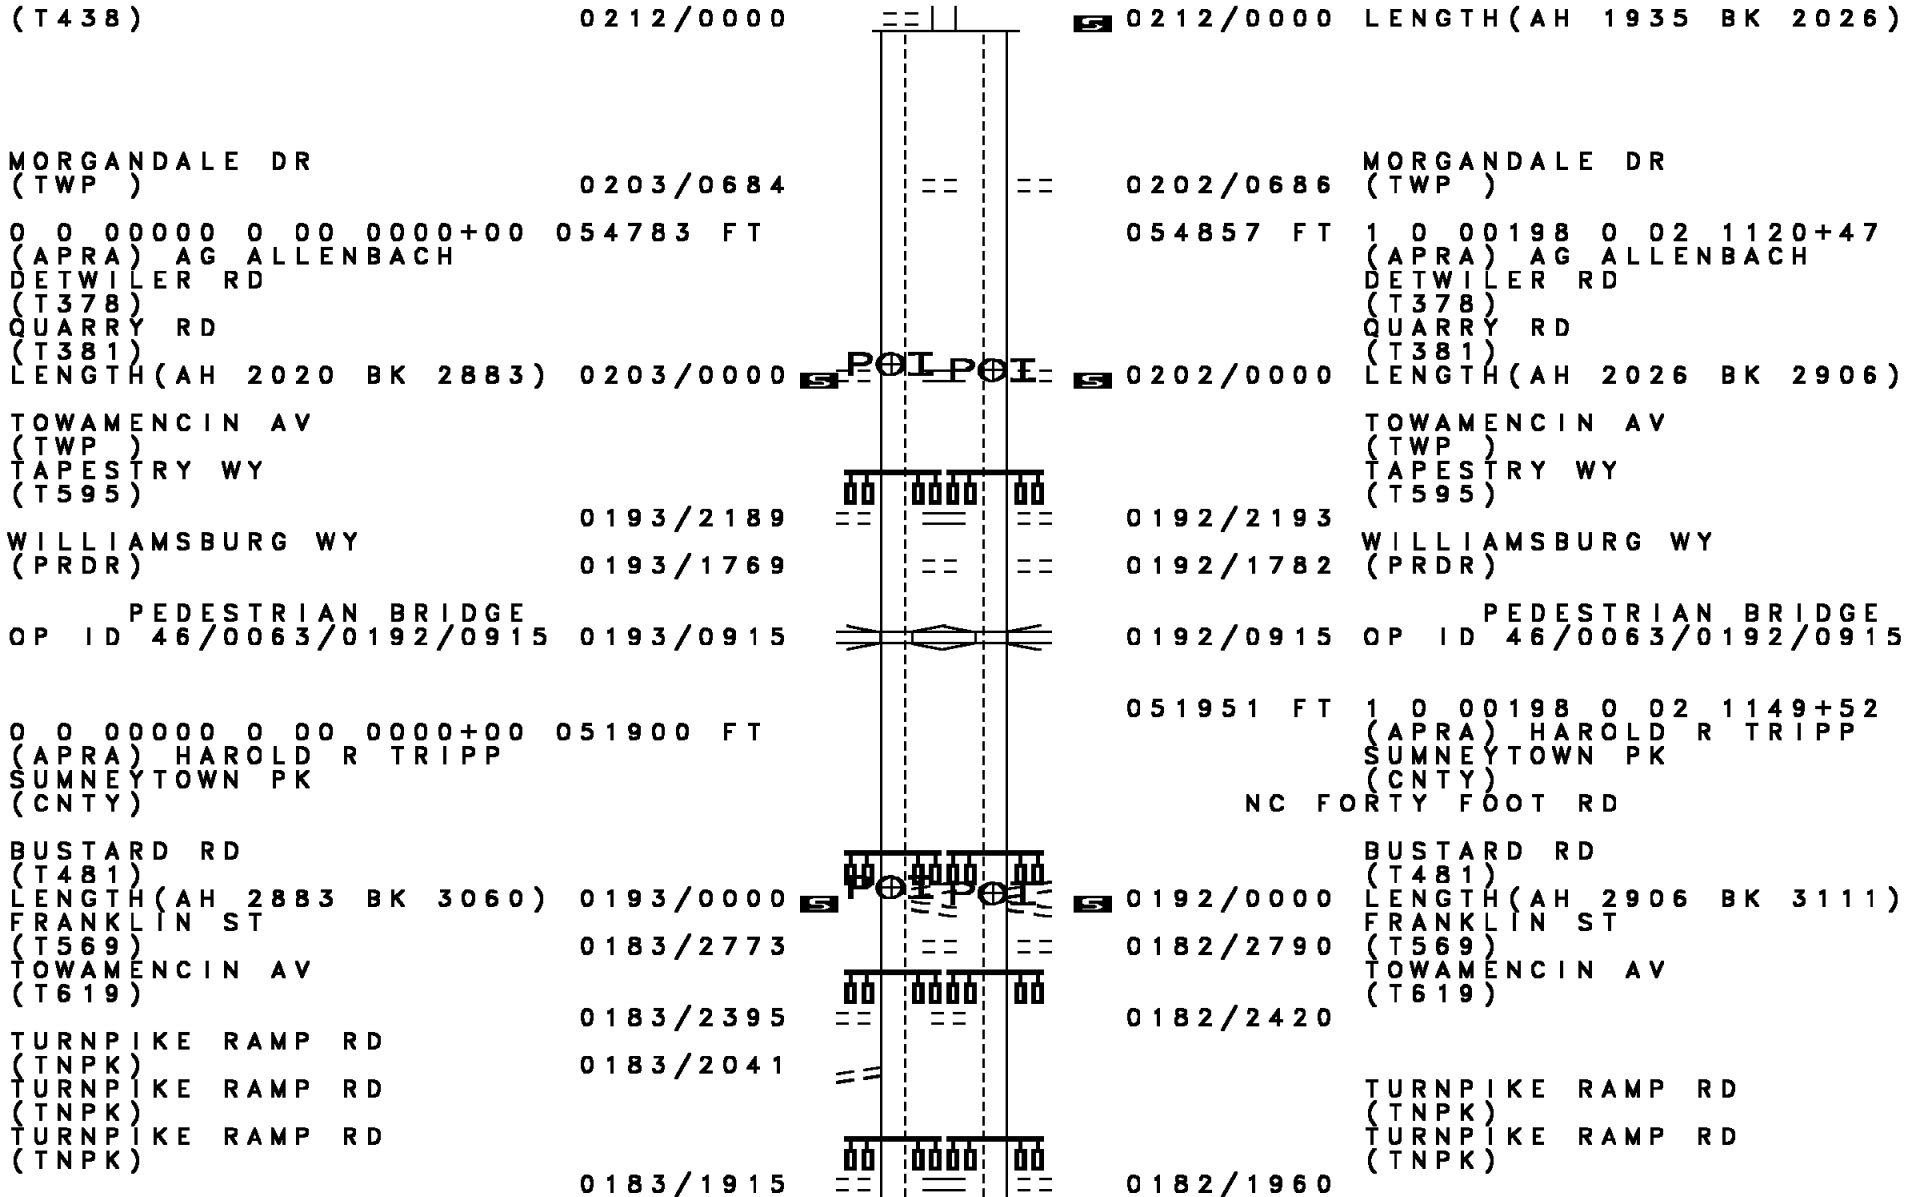 (T438) 0212/0000 S 0212/0000 LENGTH(AH 1935 BK 2026)
MORGANDALE DR MORGANDALE DR
(TWP ) 0203/0684 0202/0686 (TWP )
0 0 00000 0 00 0000+00 054783 FT 054857 FT 1 0 00198 0 02 1120+47
(APRA) AG ALLENBACH (APRA) AG ALLENBACH
DETWILER RD DETWILER RD
(T378) (T378)
QUARRY RD QUARRY RD
(T381) POI POI (T381)
LENGTH(AH 2020 BK 2883) 0203/0000 S S 0202/0000 LENGTH(AH 2026 BK 2906)
TOWAMENCIN AV TOWAMENCIN AV
(TWP ) (TWP )
TAPESTRY WY TAPESTRY WY
(T595) (T595)
0193/2189 0192/2193
WILLIAMSBURG WY WILLIAMSBURG WY
(PRDR) 0193/1769 0192/1782 (PRDR)
PEDESTRIAN BRIDGE PEDESTRIAN BRIDGE
OP ID 46/0063/0192/0915 0193/0915 0192/0915 OP ID 46/0063/0192/0915
051951 FT 1 0 00198 0 02 1149+52
0 0 00000 0 00 0000+00 051900 FT (APRA) HAROLD R TRIPP
(APRA) HAROLD R TRIPP SUMNEYTOWN PK
SUMNEYTOWN PK (CNTY)
(CNTY) NC FORTY FOOT RD
BUSTARD RD BUSTARD RD
(T481) POI POI (T481)
LENGTH(AH 2883 BK 3060) 0193/0000 S S 0192/0000 LENGTH(AH 2906 BK 3111)
FRANKLIN ST FRANKLIN ST
(T569) 0183/2773 0182/2790 (T569)
TOWAMENCIN AV TOWAMENCIN AV
(T619) (T619)
0183/2395 0182/2420
TURNPIKE RAMP RD
(TNPK) 0183/2041
TURNPIKE RAMP RD TURNPIKE RAMP RD
(TNPK) (TNPK)
TURNPIKE RAMP RD TURNPIKE RAMP RD
(TNPK) (TNPK)
0183/1915 0182/1960